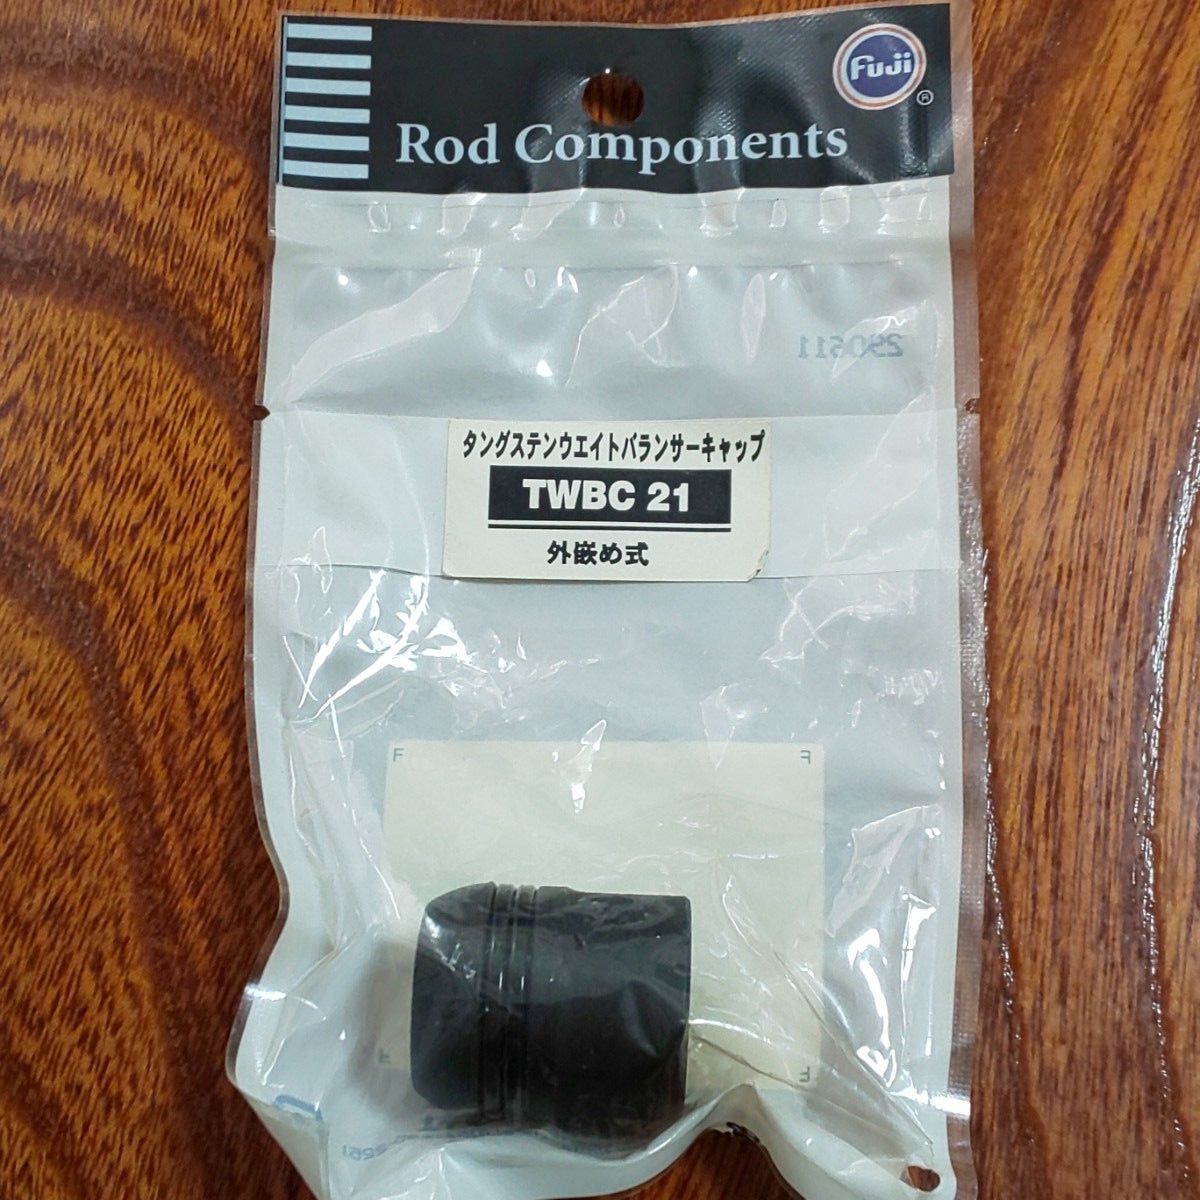 Fuji
®
Rod Components
290611
タングステンウエイトバランサーキャップ
TWBC 21
外嵌め式
F
F
F
F